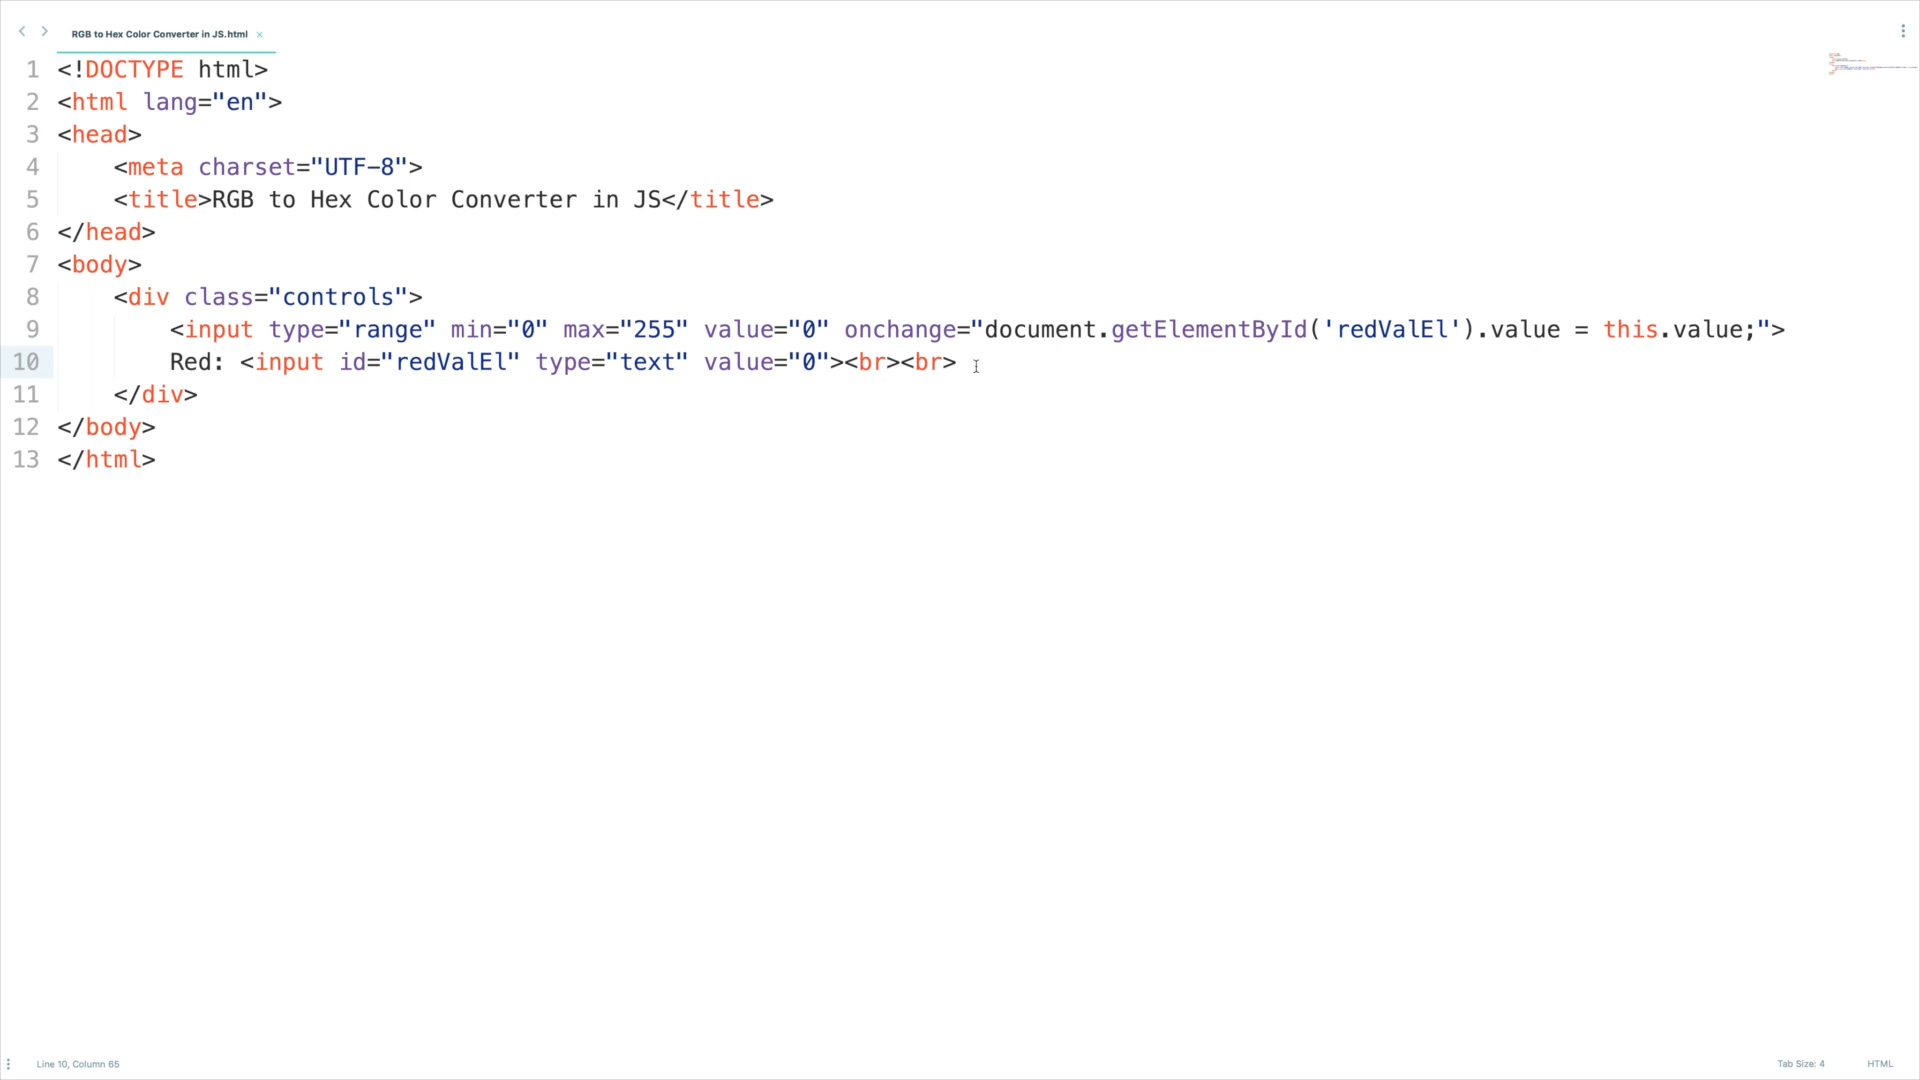 RGB to Hex Color Converter in JS.html ×
1 <!DOCTYPE html>
2 <html lang="en">
3 <head>
4     <meta charset="UTF-8">
5     <title>RGB to Hex Color Converter in JS</title>
6 </head>
7 <body>
8     <div class="controls">
9         <input type="range" min="0" max="255" value="0" onchange="document.getElementById('redValEl').value = this.value;">
10         Red: <input id="redValEl" type="text" value="0"><br><br>
11     </div>
12 </body>
13 </html>
Line 10, Column 65
Tab Size: 4
HTML